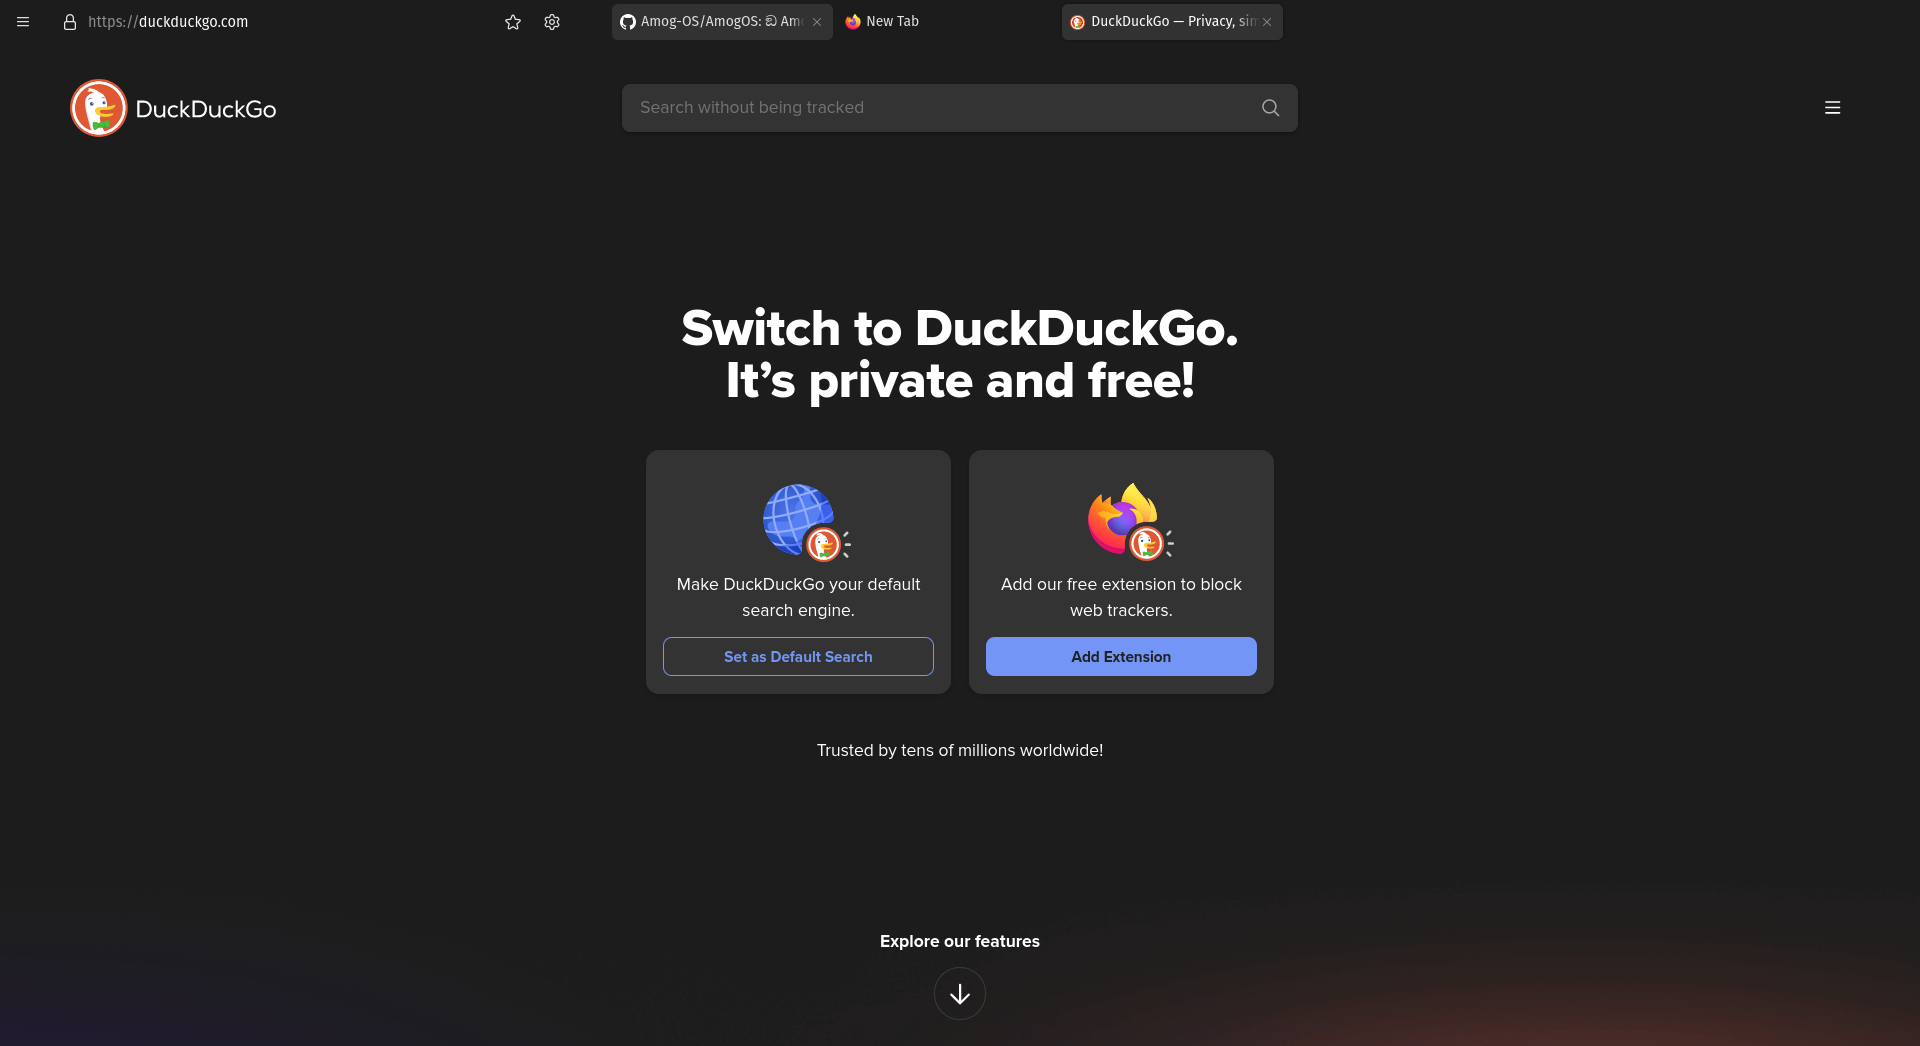 https://duckduckgo.com
Amog-OS/AmogOS: ඞ Am
New Tab
DuckDuckGo — Privacy, sim
DuckDuckGo
Search without being tracked
Switch to DuckDuckGo.
It’s private and free!
Make DuckDuckGo your default
search engine.
Set as Default Search
Add our free extension to block
web trackers.
Add Extension
Trusted by tens of millions worldwide!
Explore our features